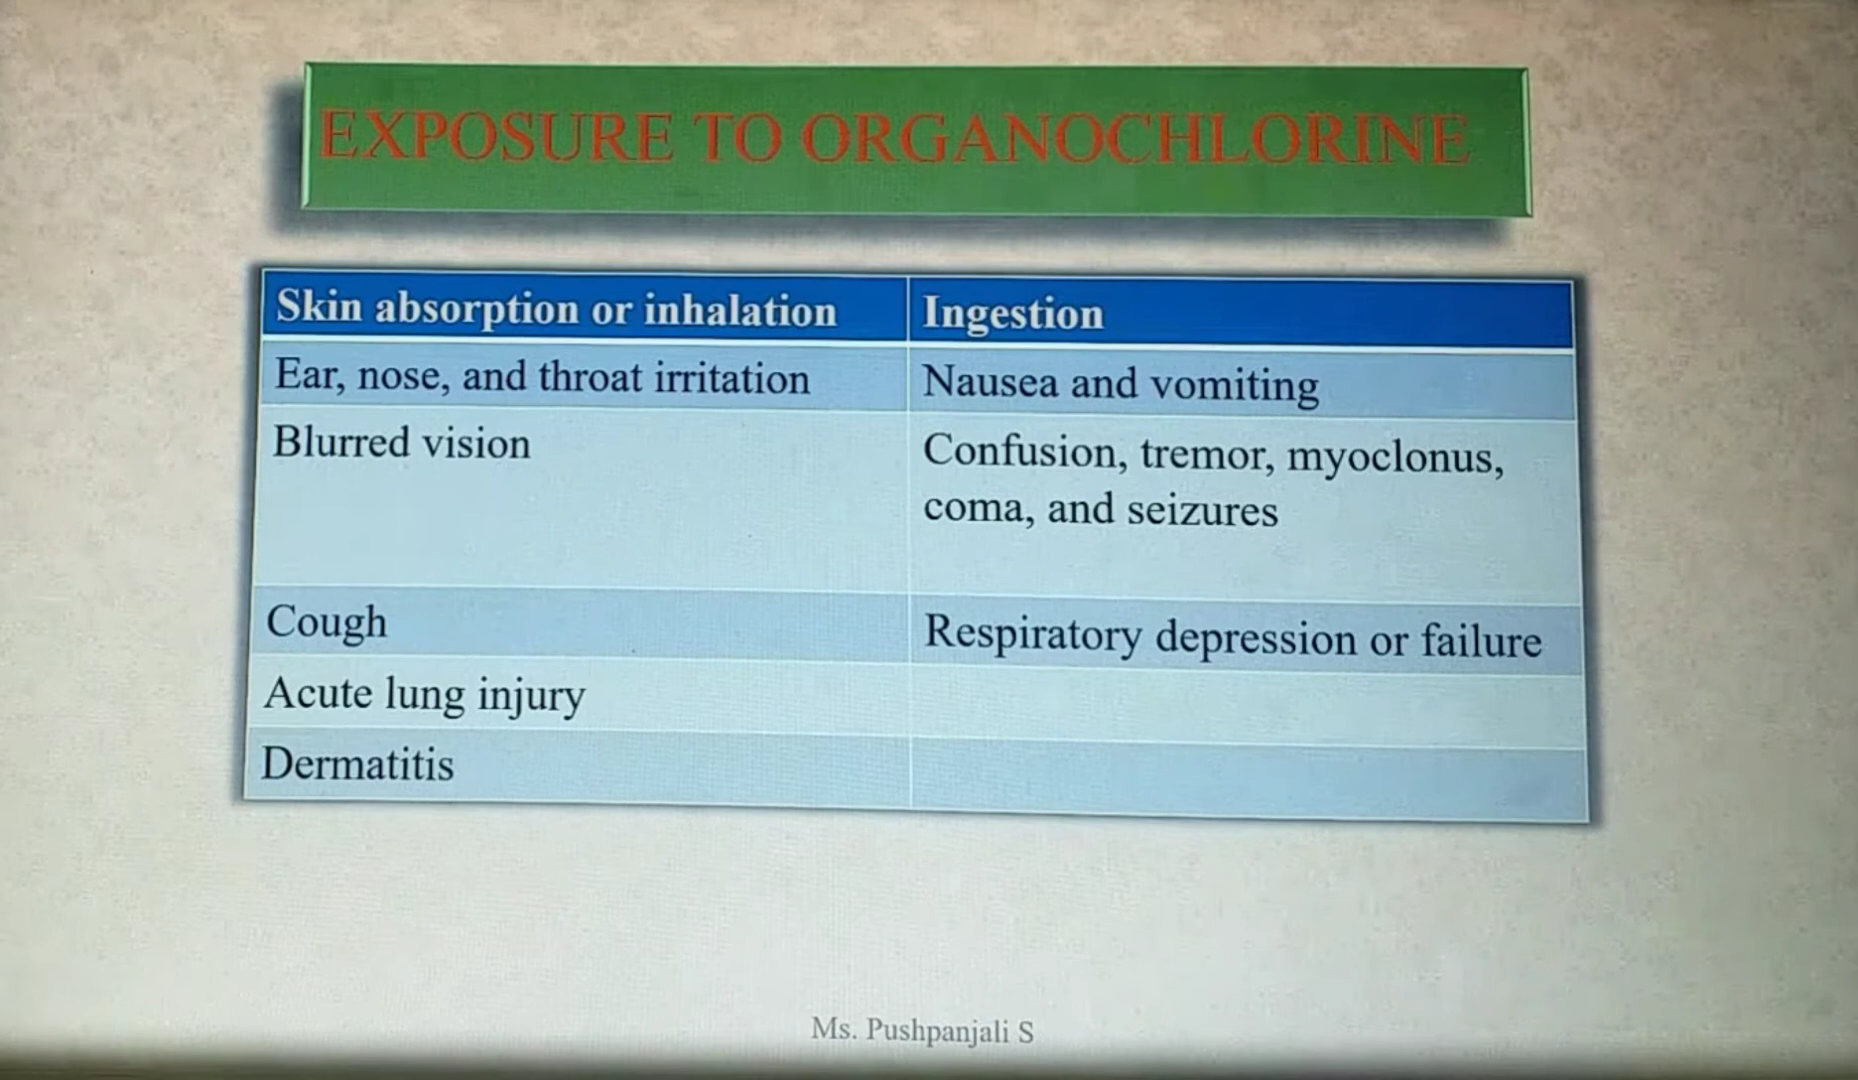 EXPOSURE TO ORGANOCHLORINE
Skin absorption or inhalation
Ingestion
Ear, nose, and throat irritation
Nausea and vomiting
Blurred vision
Confusion, tremor, myoclonus,
coma, and seizures
Cough
Respiratory depression or failure
Acute lung injury
Dermatitis
Ms. Pushpanjali S